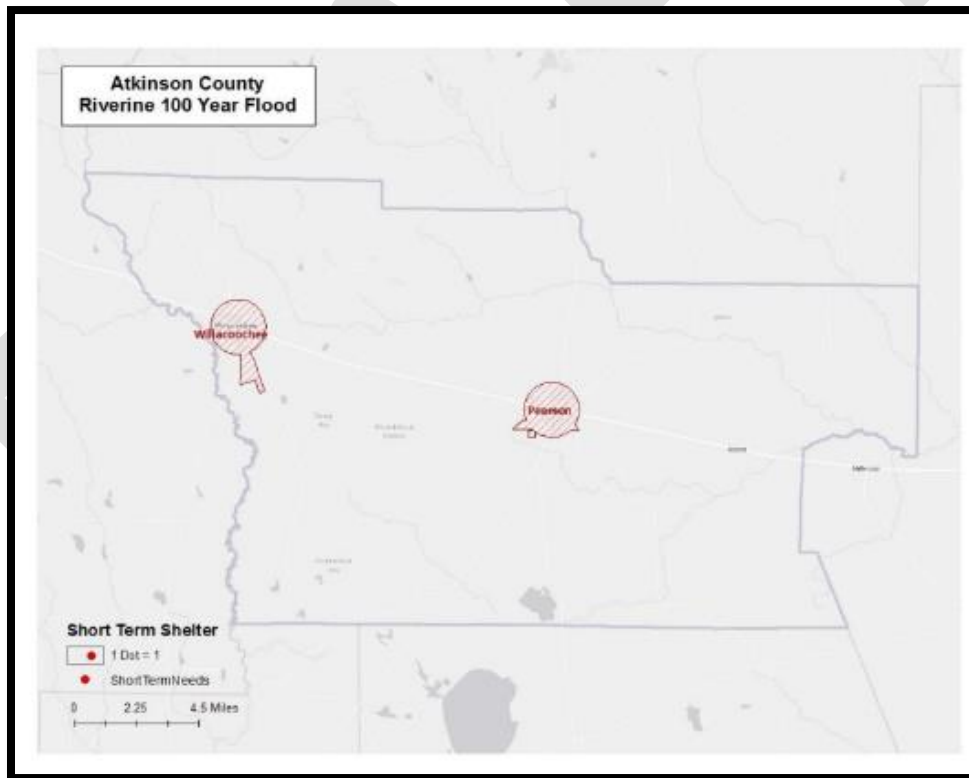 Atkinson County
Riverine 100 Year Flood
Willacoochee
Pearson
Short Term Shelter
1 Dot = 1
ShortTermNeeds
0 2.25 4.5 Miles